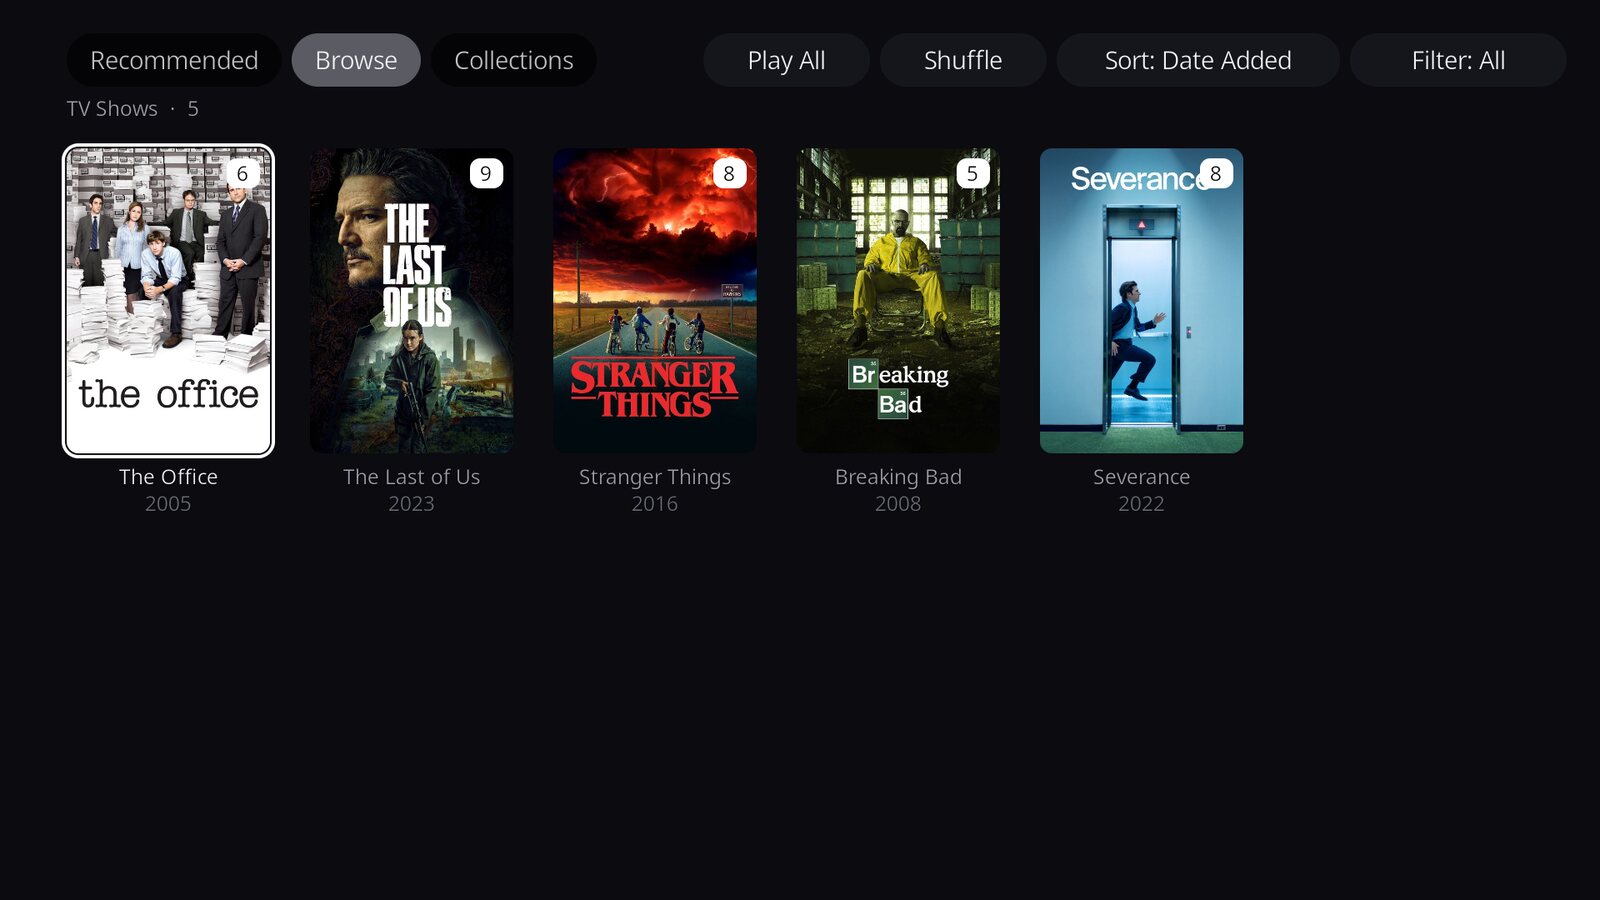 Recommended
Browse
Collections
Play All
Shuffle
Sort: Date Added
Filter: All
TV Shows · 5
6
the office
The Office
2005
9
THE
LAST
OF US
The Last of Us
2023
8
STRANGER
THINGS
Stranger Things
2016
5
Breaking
Bad
Breaking Bad
2008
Severance
8
Severance
2022